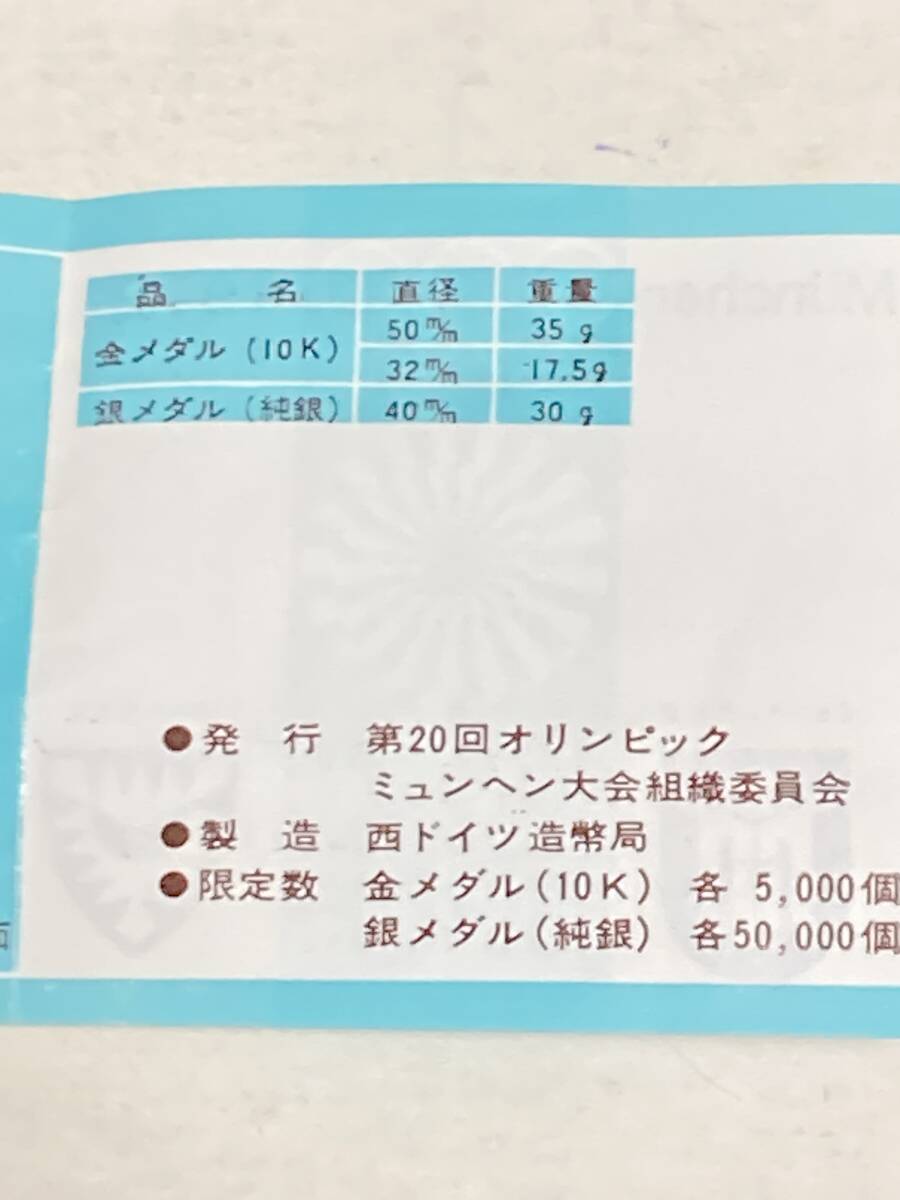 品 名 直径 重量
金メダル (10K) 50 m/m 35 g
32 m/m 17.5g
銀メダル (純銀) 40 m/m 30 g
●発 行 第20回オリンピック
ミュンヘン大会組織委員会
●製 造 西ドイツ造幣局
●限定数 金メダル(10K) 各 5,000個
銀メダル(純銀) 各50,000個